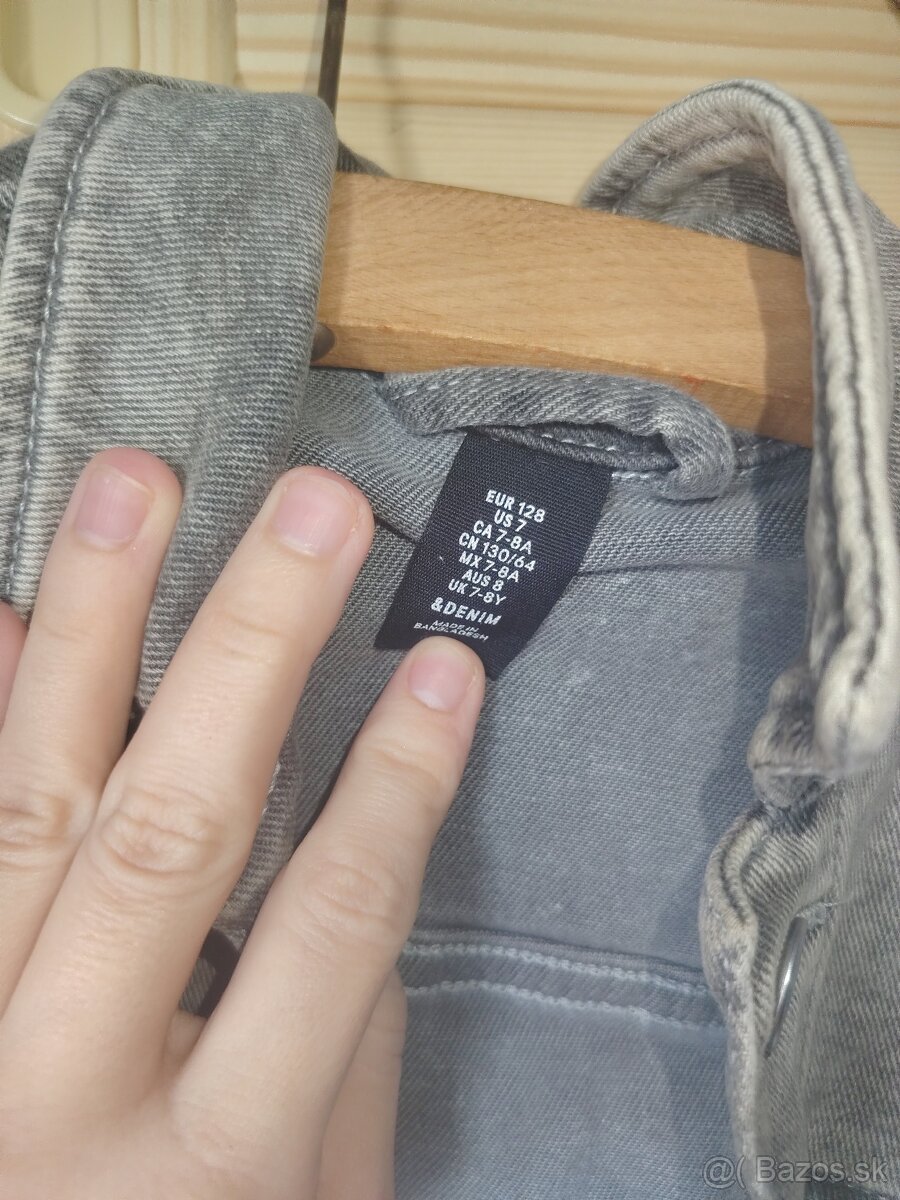 EUR 128
US 7
CA 7-8A
CN 130/64
MX 7-8A
AUS 8
UK 7-8Y
&DENIM
MADE IN
BANGLADESH
@( Bazos.sk